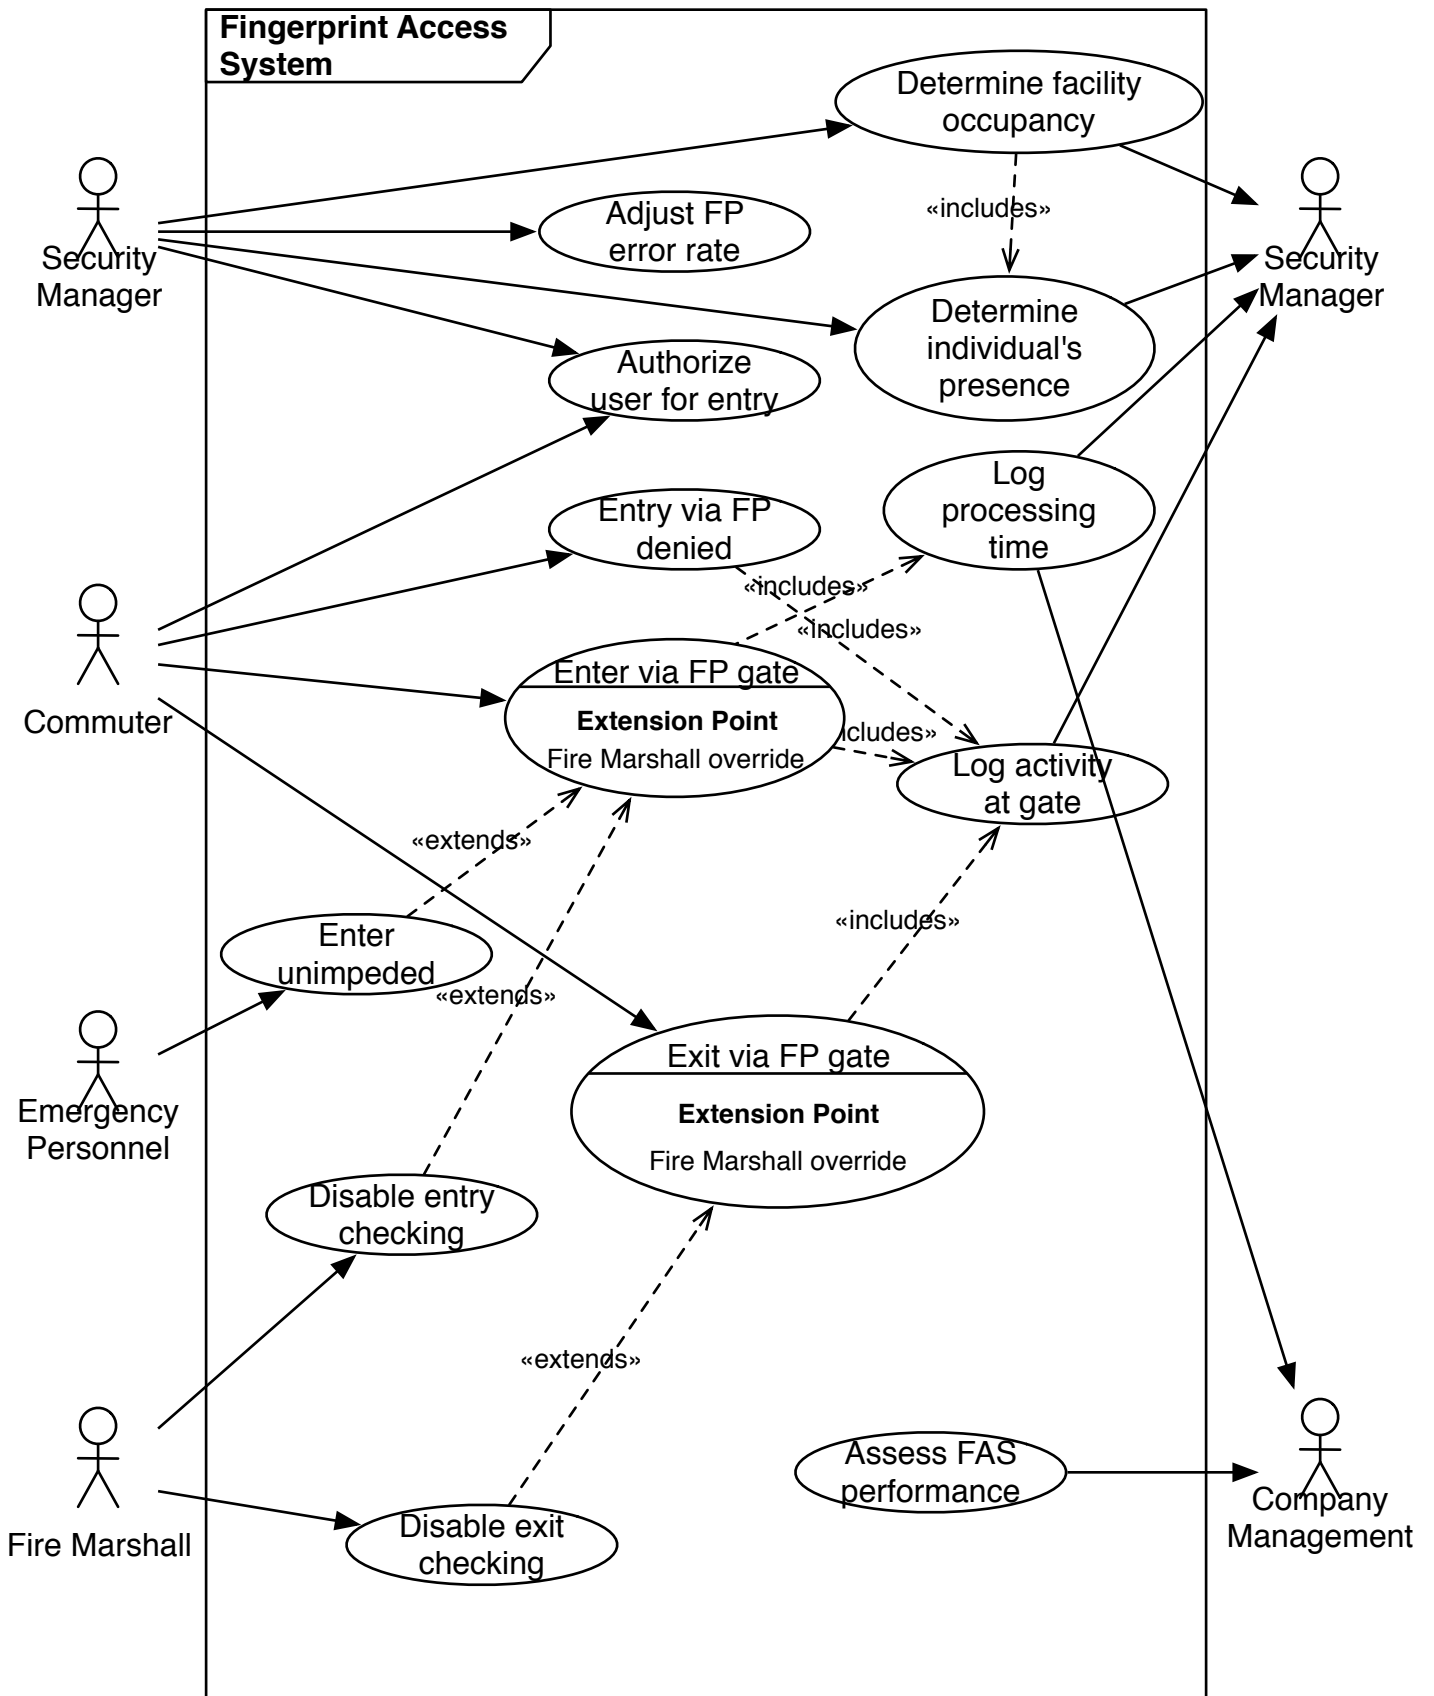 Fingerprint Access
System
Determine facility
occupancy
«includes»
Adjust FP
error rate
Security
Manager
Security
Manager
Determine
individual's
presence
Authorize
user for entry
Log
processing
time
Entry via FP
denied
«includes»
«includes»
Enter via FP gate
Extension Point
Fire Marshall override
cludes»
Commuter
Log activity
at gate
«extends»
«includes»
Enter
unimpeded
«extends»
Exit via FP gate
Extension Point
Fire Marshall override
Emergency
Personnel
Disable entry
checking
«extends»
Assess FAS
performance
Company
Management
Fire Marshall
Disable exit
checking